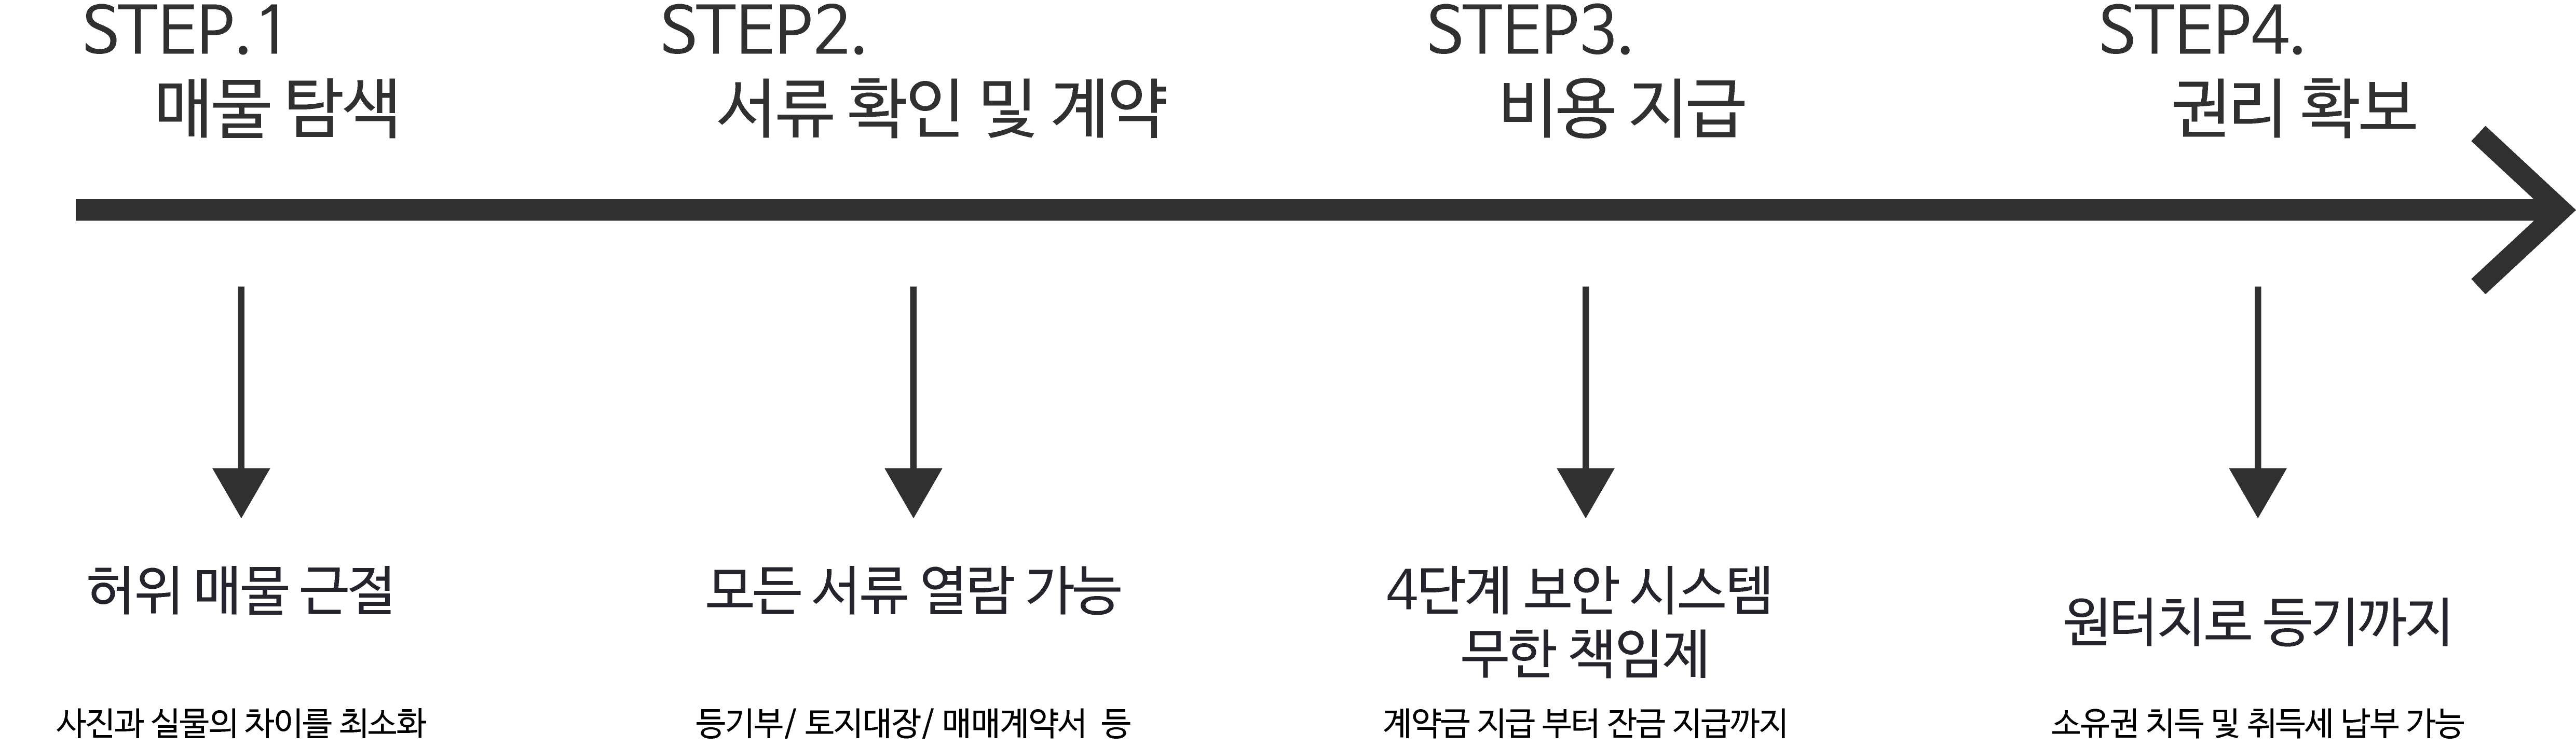 STEP.1
매물 탐색
STEP2.
서류 확인 및 계약
STEP3.
비용 지급
STEP4.
권리 확보
허위 매물 근절
사진과 실물의 차이를 최소화
모든 서류 열람 가능
등기부/ 토지대장/ 매매계약서 등
4단계 보안 시스템
무한 책임제
계약금 지급 부터 잔금 지급까지
원터치로 등기까지
소유권 치득 및 취득세 납부 가능